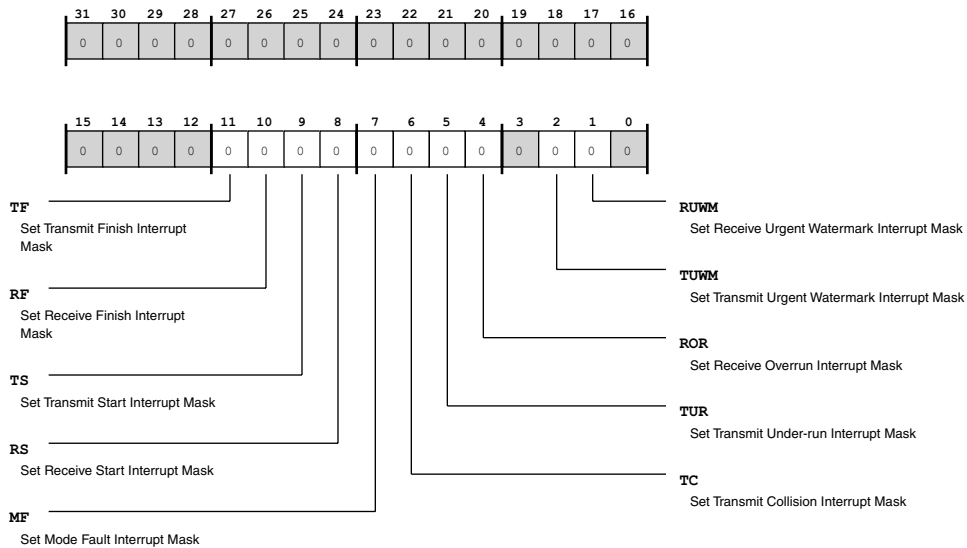 31 30 29 28 27 26 25 24 23 22 21 20 19 18 17 16
0 0 0 0 0 0 0 0 0 0 0 0 0 0 0 0
15 14 13 12 11 10 9 8 7 6 5 4 3 2 1 0
0 0 0 0 0 0 0 0 0 0 0 0 0 0 0 0
TF
Set Transmit Finish Interrupt
Mask
RF
Set Receive Finish Interrupt
Mask
TS
Set Transmit Start Interrupt Mask
RS
Set Receive Start Interrupt Mask
MF
Set Mode Fault Interrupt Mask
RUWM
Set Receive Urgent Watermark Interrupt Mask
TUWM
Set Transmit Urgent Watermark Interrupt Mask
ROR
Set Receive Overrun Interrupt Mask
TUR
Set Transmit Under-run Interrupt Mask
TC
Set Transmit Collision Interrupt Mask